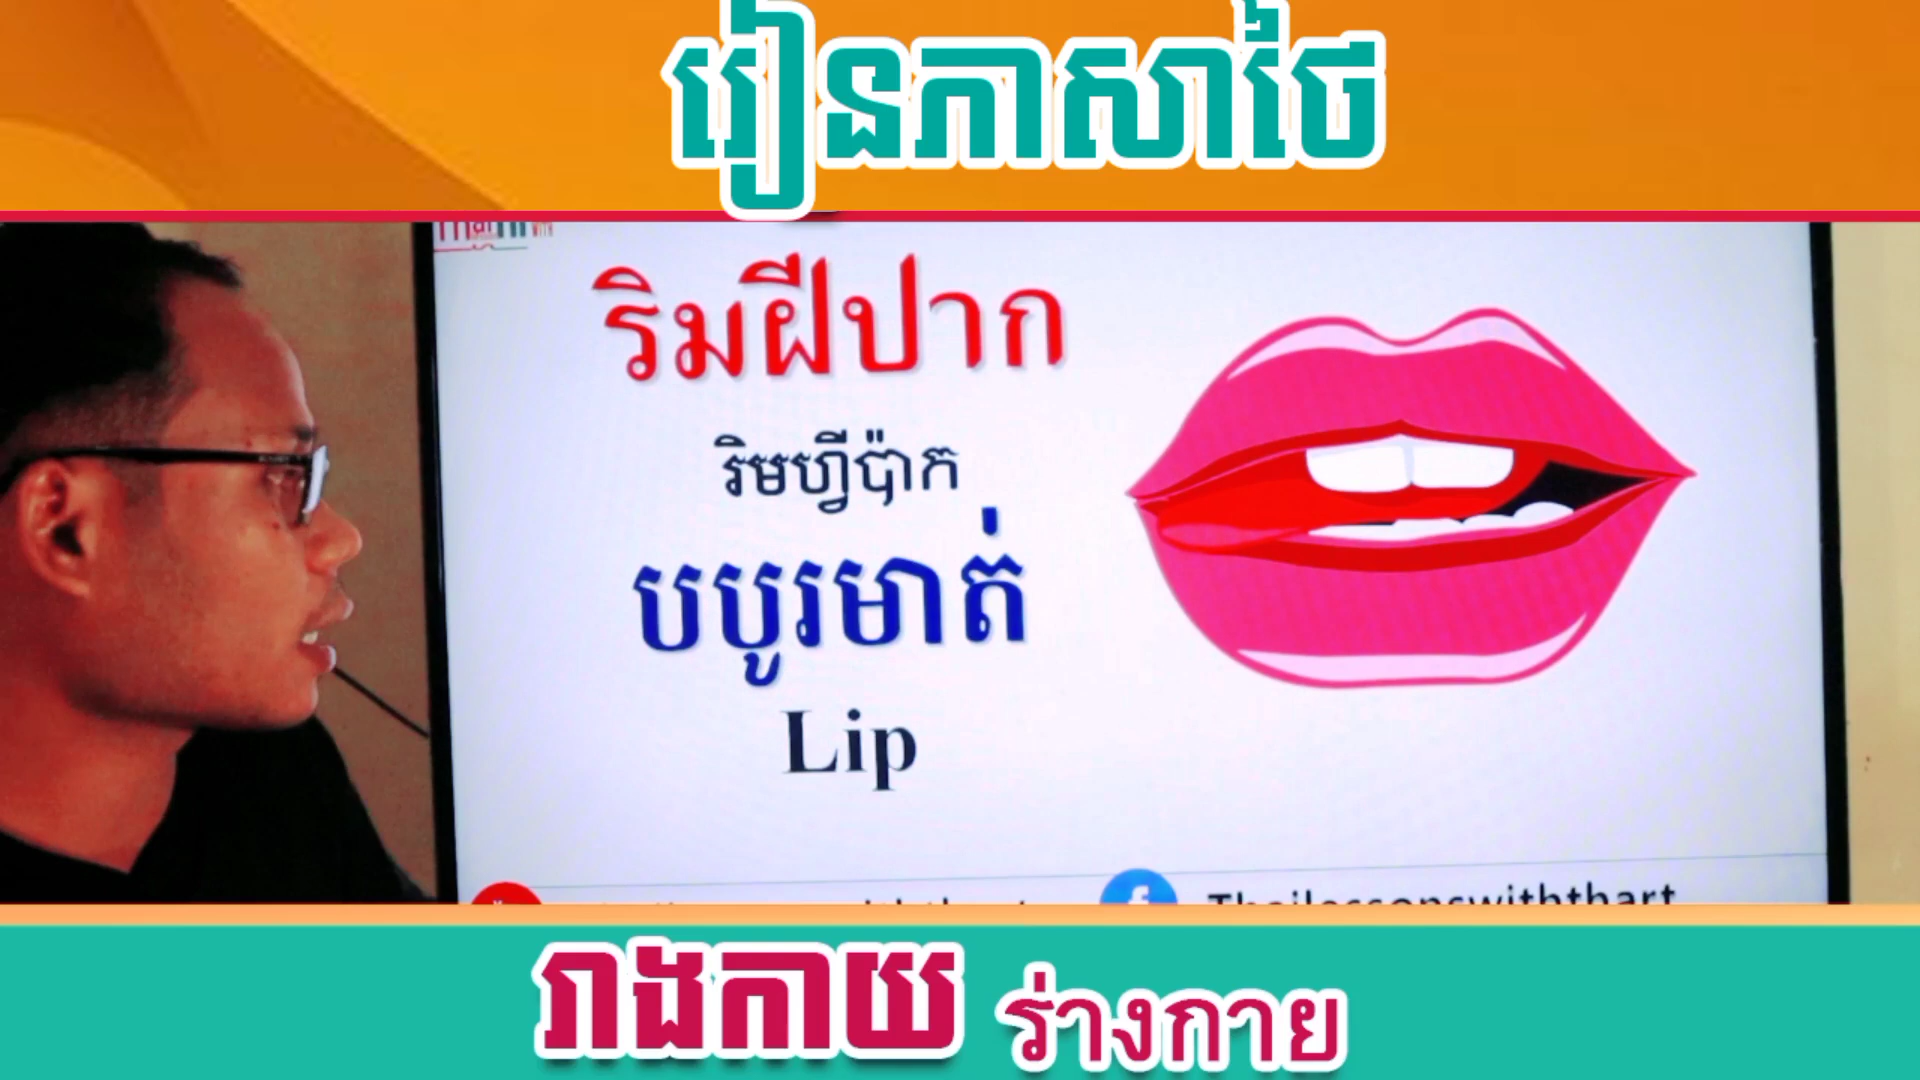 រៀនភាសាថៃ
ริมฝีปาก
រិមហ្វីប៉ាក
បបូរមាត់
Lip
Thailessonswiththart
រាងកាយ ร่างกาย